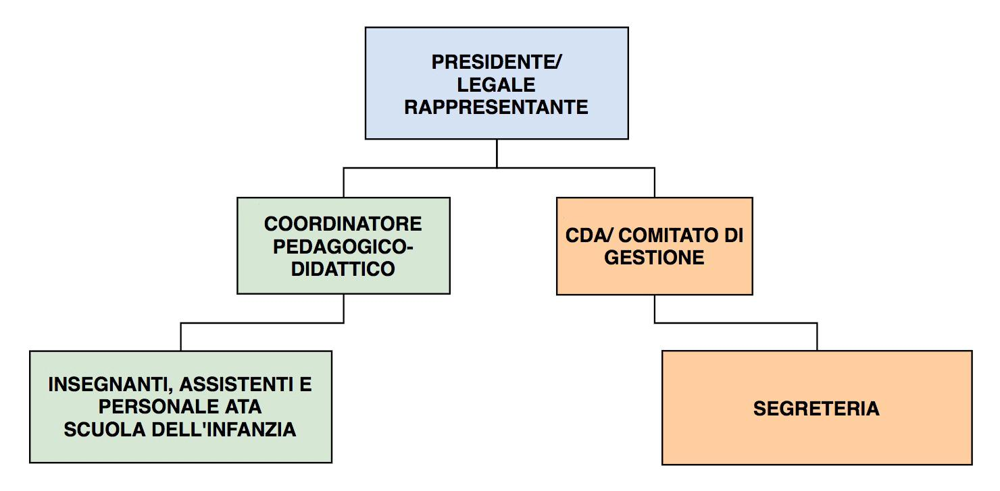 PRESIDENTE/
LEGALE
RAPPRESENTANTE
COORDINATORE
PEDAGOGICO-
DIDATTICO
CDA/ COMITATO DI
GESTIONE
INSEGNANTI, ASSISTENTI E
PERSONALE ATA
SCUOLA DELL'INFANZIA
SEGRETERIA